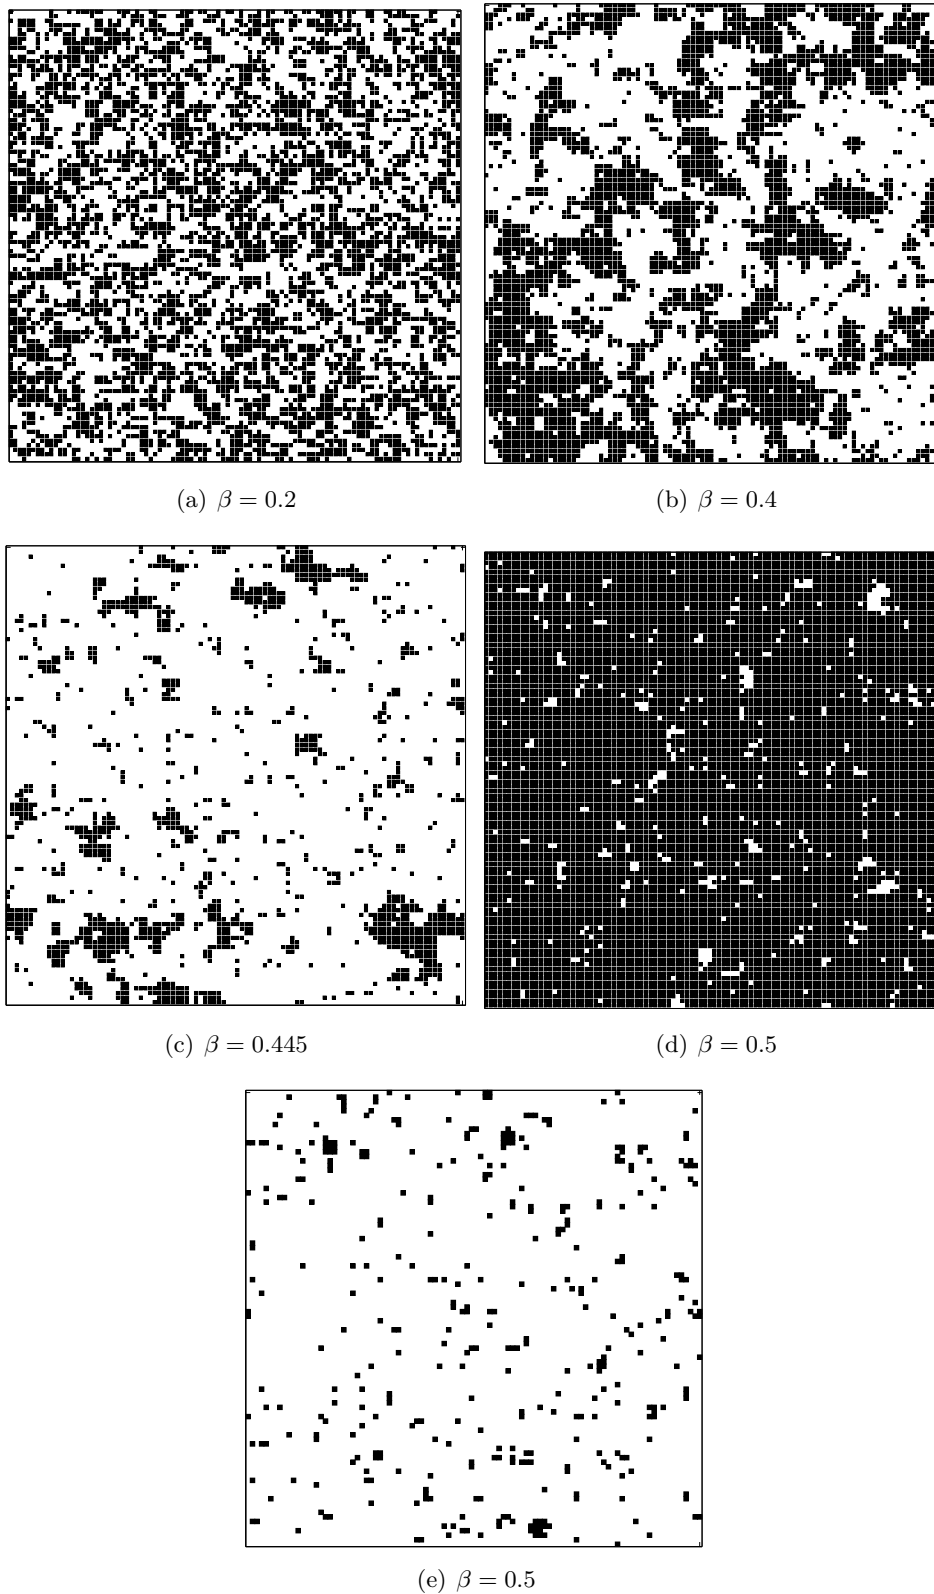 (a) β = 0.2
(b) β = 0.4
(c) β = 0.445
(d) β = 0.5
(e) β = 0.5